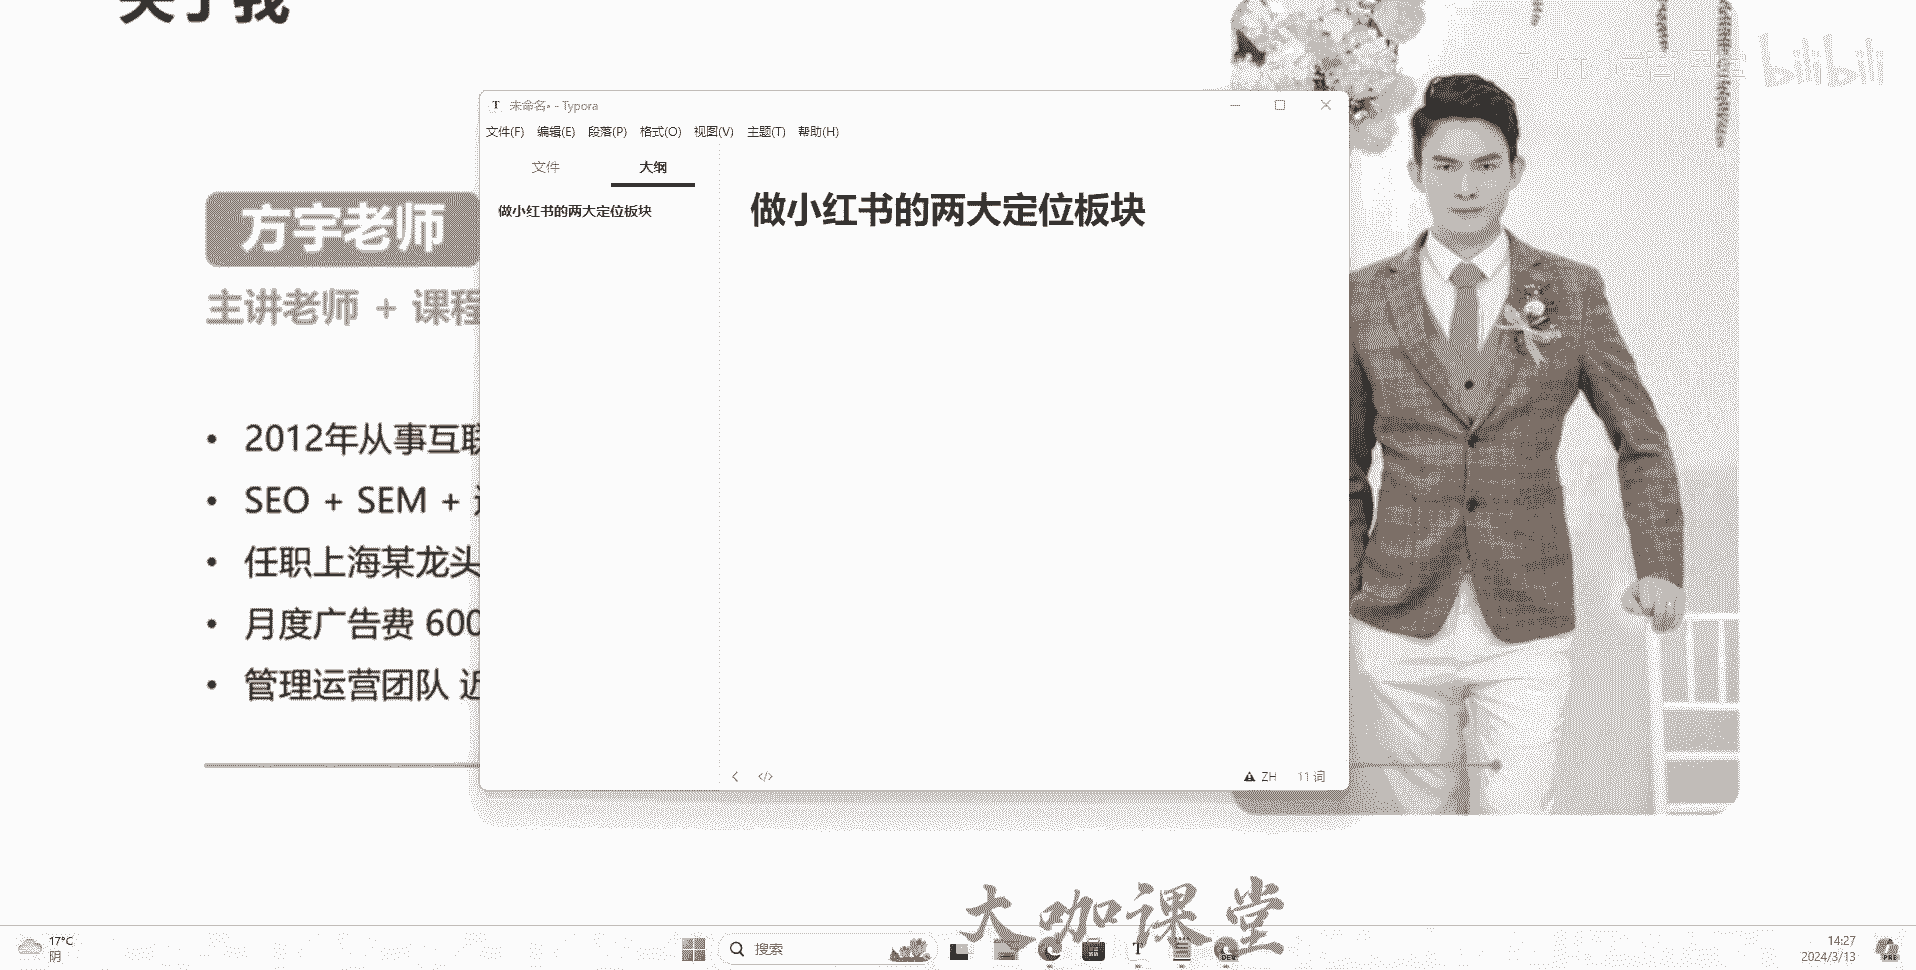 关于我
bilibili
未命名• - Typora
文件(F) 编辑(E) 段落(P) 格式(O) 视图(V) 主题(T) 帮助(H)
文件 大纲
做小红书的两大定位板块
做小红书的两大定位板块
方宇老师
主讲老师 + 课程
2012年从事互联
SEO + SEM +
任职上海某龙头
月度广告费 600
管理运营团队 近
</> ZH 11 词
大咖课堂
17°C
阴
搜索
14:27
2024/3/13